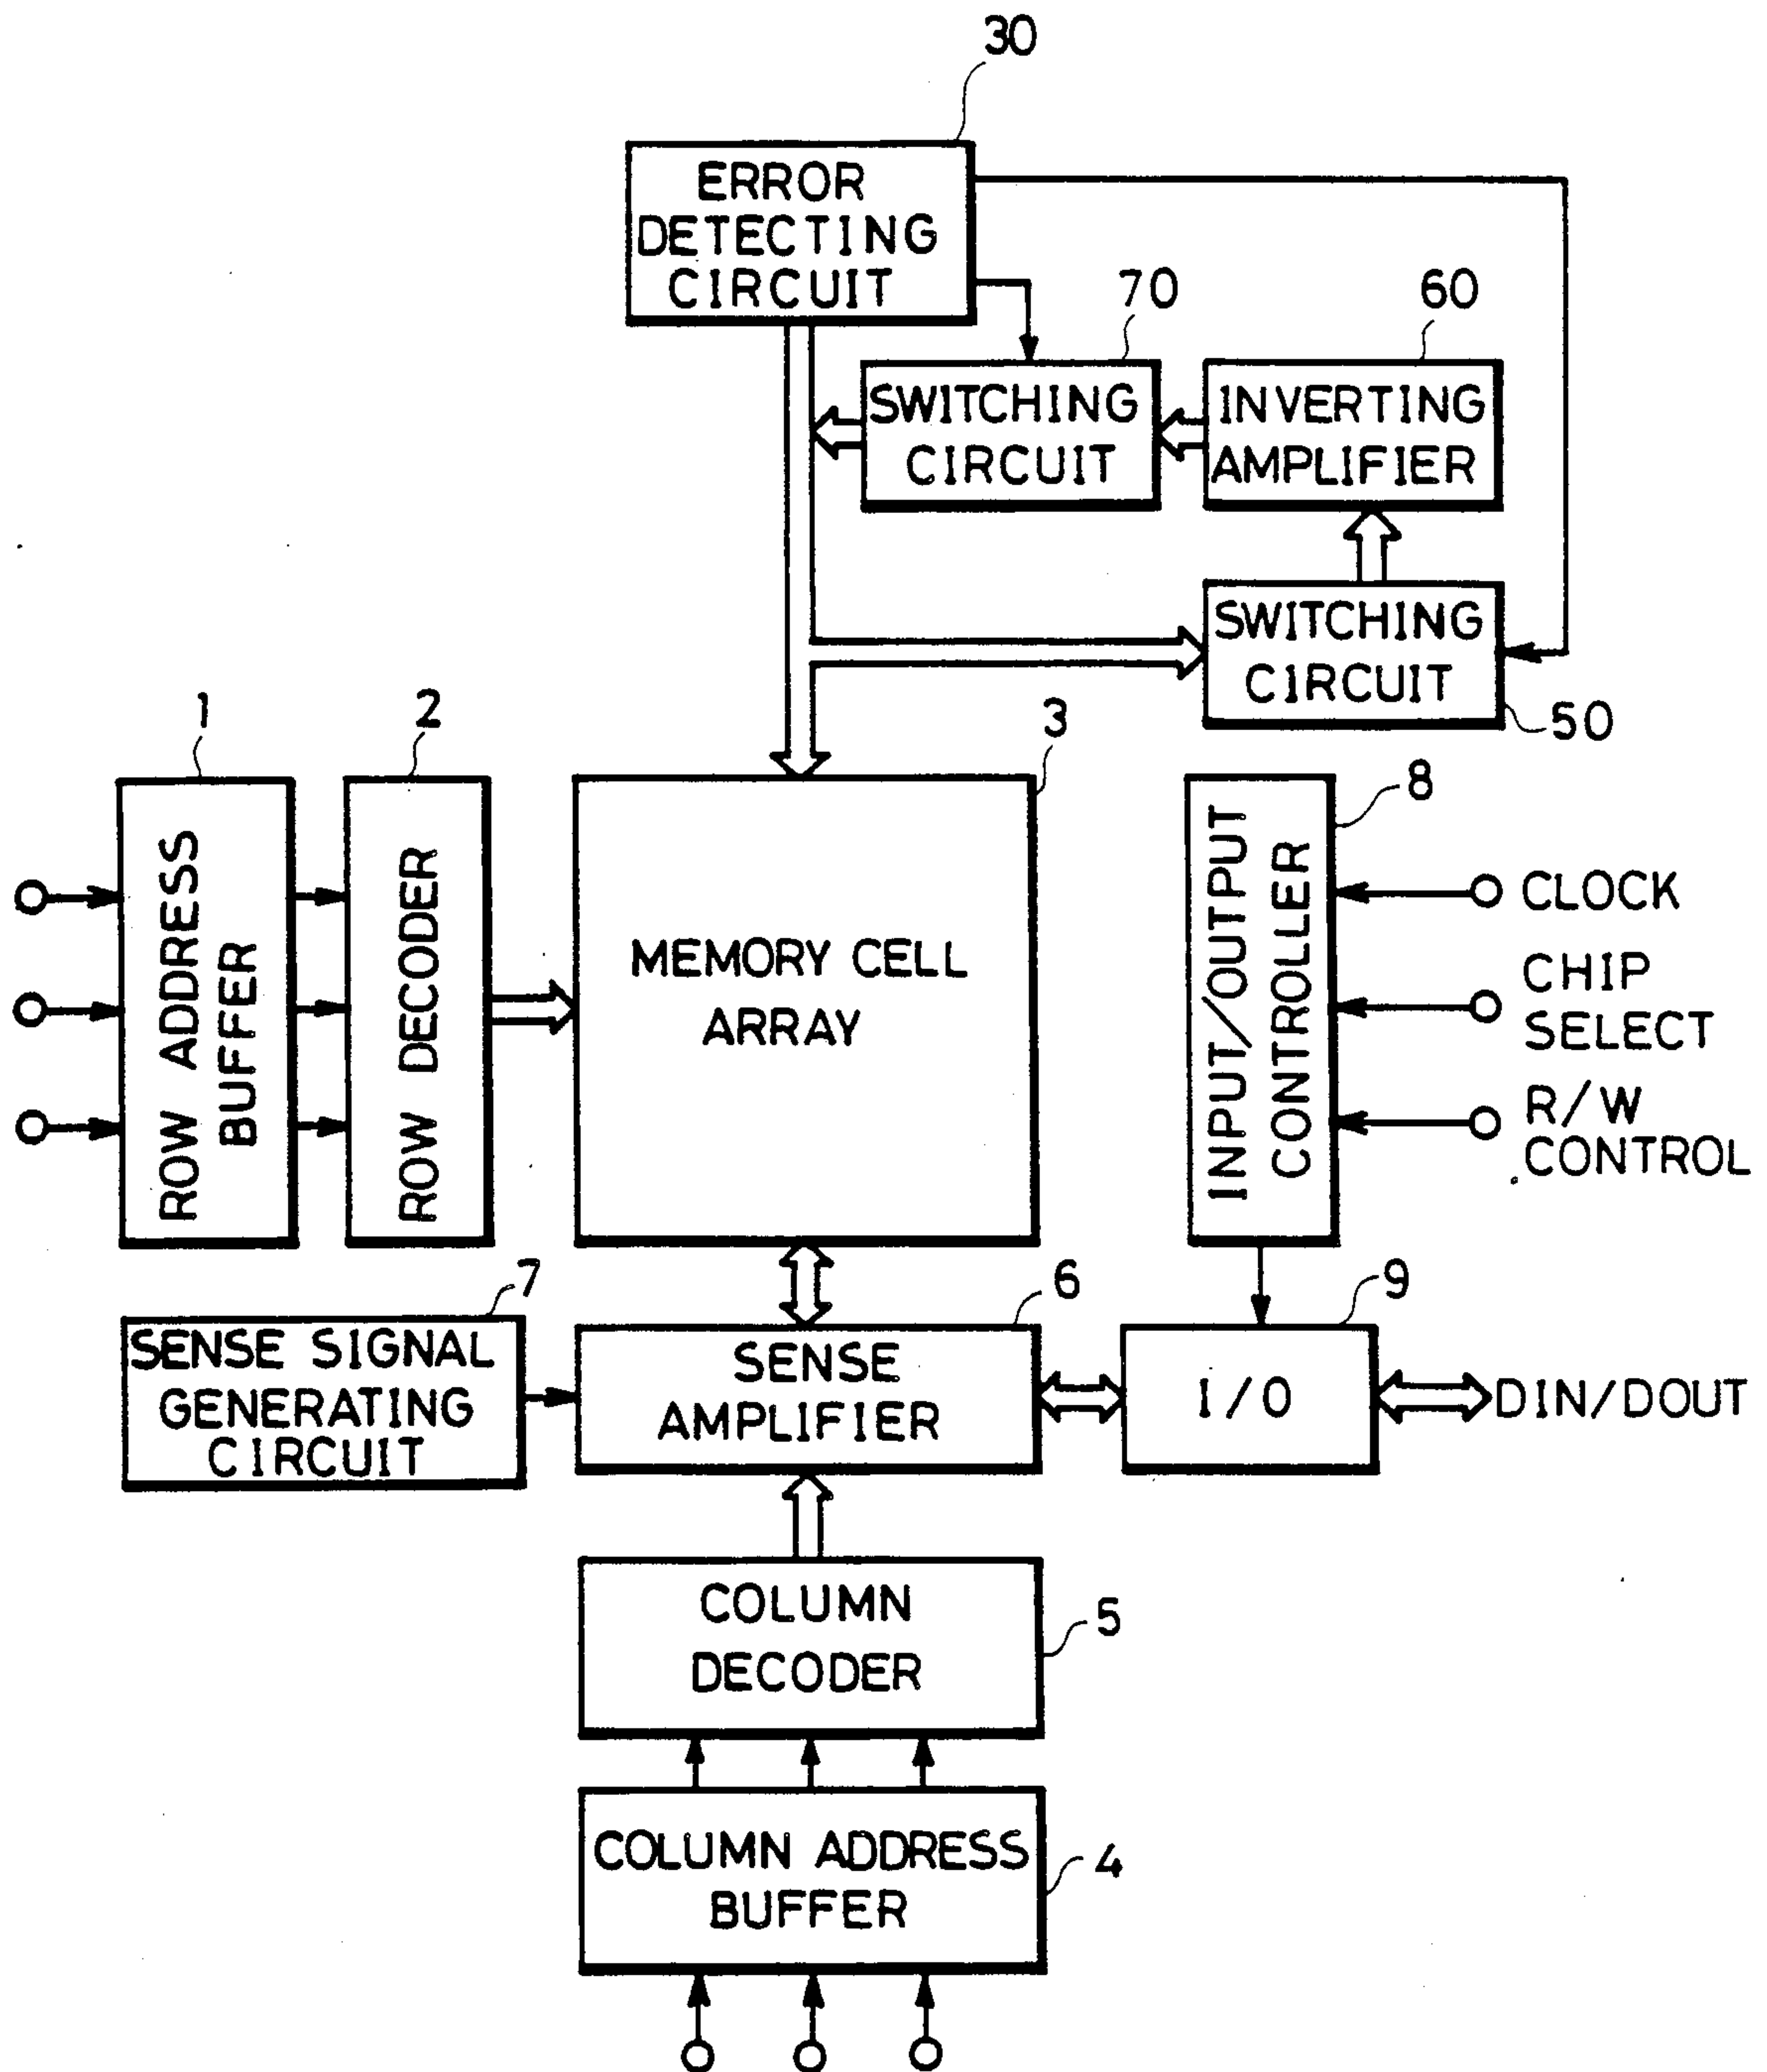 30
ERROR
DETECTING
CIRCUIT
70
60
SWITCHING
CIRCUIT
INVERTING
AMPLIFIER
SWITCHING
CIRCUIT
50
1
2
3
8
ROW ADDRESS
BUFFER
ROW DECODER
MEMORY CELL
ARRAY
INPUT/OUTPUT
CONTROLLER
CLOCK
CHIP
SELECT
R/W
CONTROL
7
6
9
SENSE SIGNAL
GENERATING
CIRCUIT
SENSE
AMPLIFIER
I/O
DIN/DOUT
COLUMN
DECODER
5
COLUMN ADDRESS
BUFFER
4